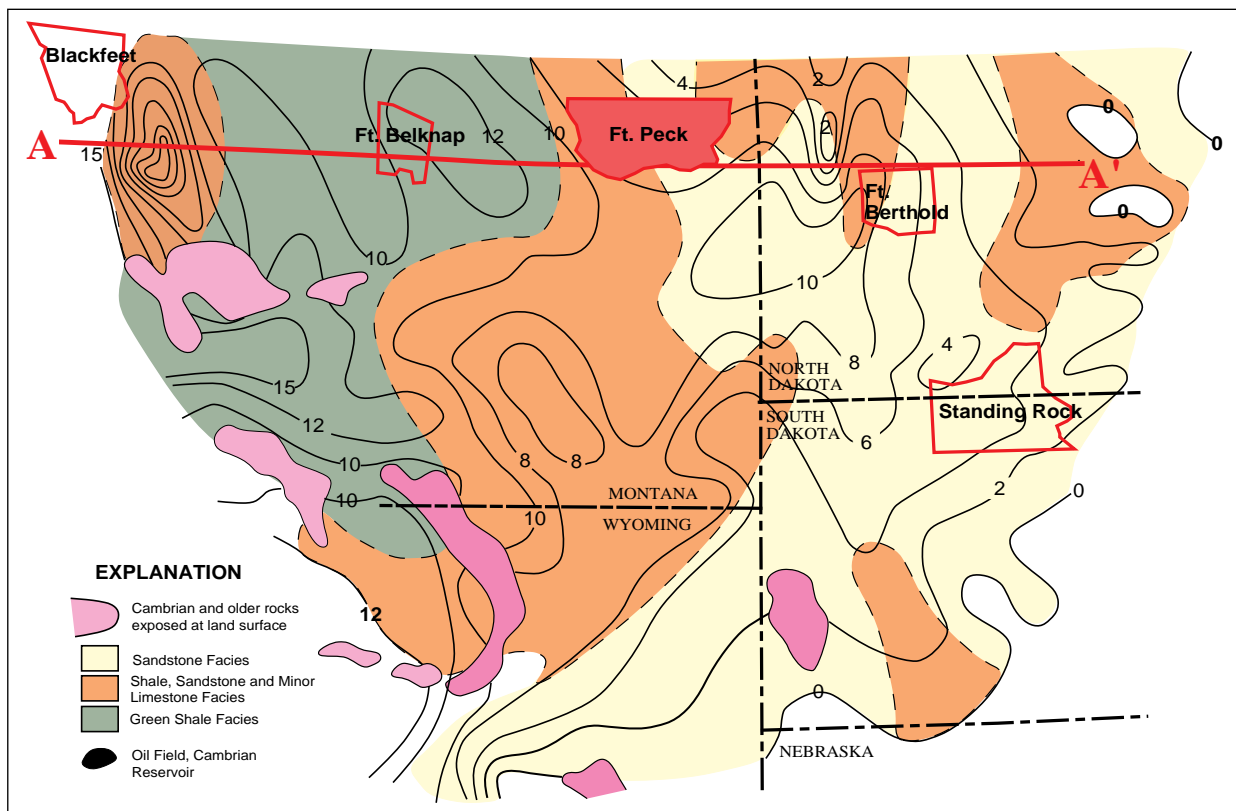 Blackfeet
4
2
0
Ft. Belknap
12
10
Ft. Peck
2
0
A
15
A'
Ft.
Berthold
0
10
10
8
4
NORTH
DAKOTA
15
Standing Rock
SOUTH
DAKOTA
12
6
8
8
10
2
0
10
MONTANA
10
WYOMING
EXPLANATION
12
Cambrian and older rocks
exposed at land surface
Sandstone Facies
Shale, Sandstone and Minor
Limestone Facies
0
Green Shale Facies
Oil Field, Cambrian
Reservoir
NEBRASKA